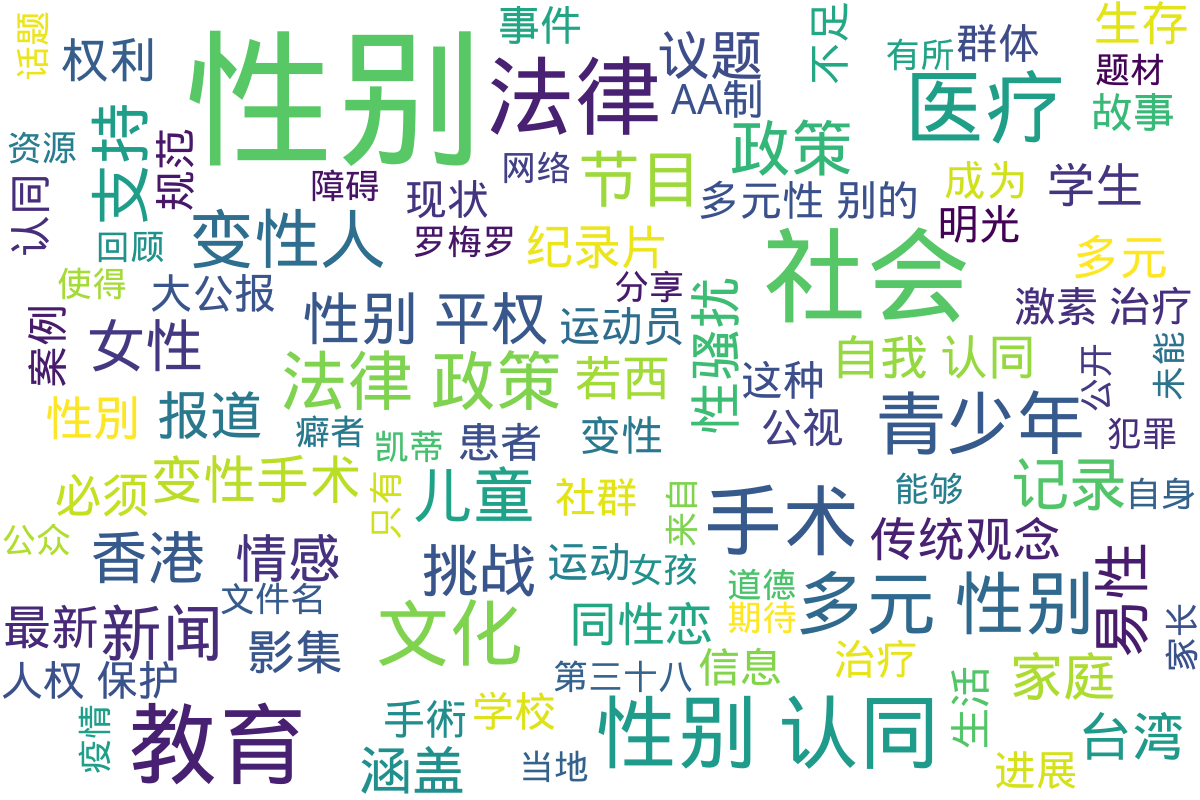 话题
权利
性别
事件
法律
议题
AA制
不足
有所
群体
生存
题材
故事
医疗
资源
支持
规范
障碍
现状
网络
节目
政策
多元性 别的
成为
学生
认同
回顾
变性人
罗梅罗
纪录片
社会
明光
多元
使得
大公报
分享
性骚扰
激素 治疗
案例
女性
性别 平权
运动员
自我 认同
公开
未能
法律 政策
若西
这种
性别
报道
癖者
凯蒂
患者
变性
公视
青少年
犯罪
必须
变性手术
只有
儿童
社群
来自
手术
能够
记录
自身
公众
香港
情感
挑战
运动
女孩
传统观念
易性
文件名
道德
期待
多元 性别
最新
新闻
影集
文化
同性恋
家长
人权 保护
第三十八
信息
治疗
家庭
疫情
教育
手術
学校
性别 认同
生活
台湾
涵盖
当地
进展